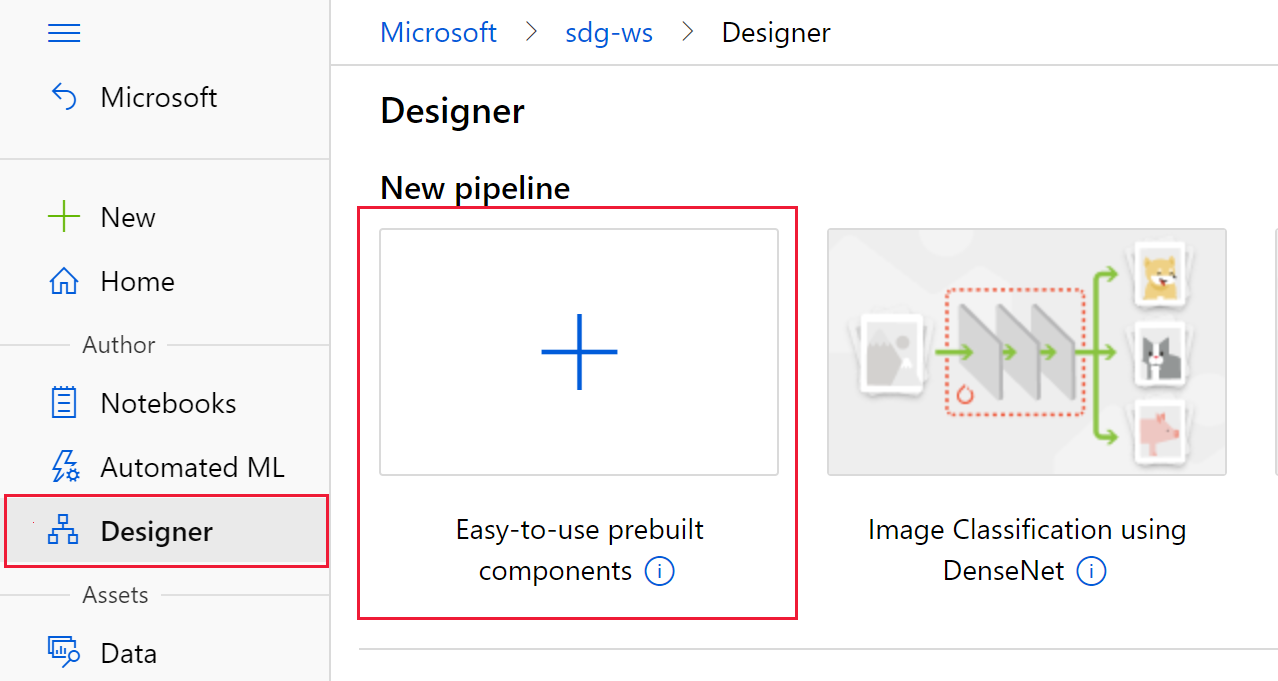 Microsoft
New
Home
Author
Notebooks
Automated ML
Designer
Assets
Data
Microsoft > sdg-ws > Designer
Designer
New pipeline
Easy-to-use prebuilt
components
Image Classification using
DenseNet